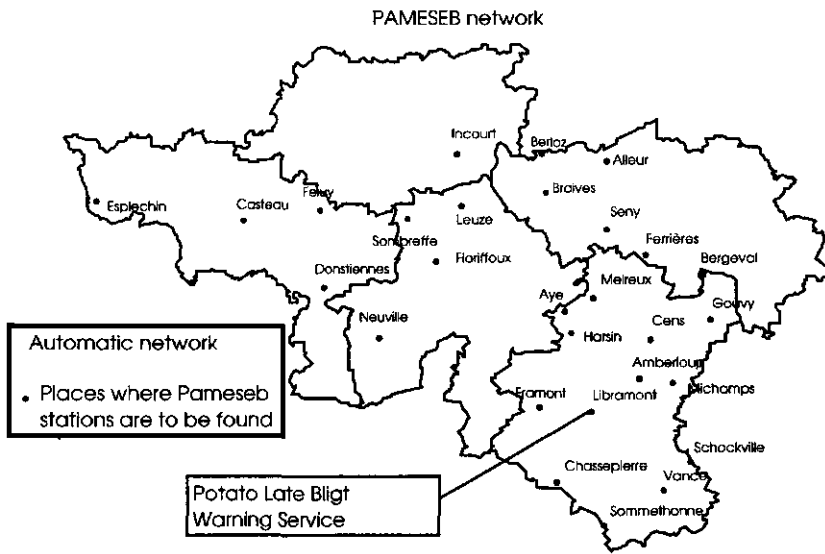 PAMESEB network
Incourt
Berloz
Alleur
Esplechin
Casteau
Feluy
Braives
Leuze
Seny
Sombreffe
Ferrières
Floriffoux
Bergeval
Donstiennes
Melreux
Aye
Gouvy
Neuville
Harsin
Cens
Automatic network
Amberloup
Places where Pameseb
stations are to be found
Framont
Libramont
Michamps
Schockville
Chassepierre
Vance
Sommethonne
Potato Late Bligt
Warning Service